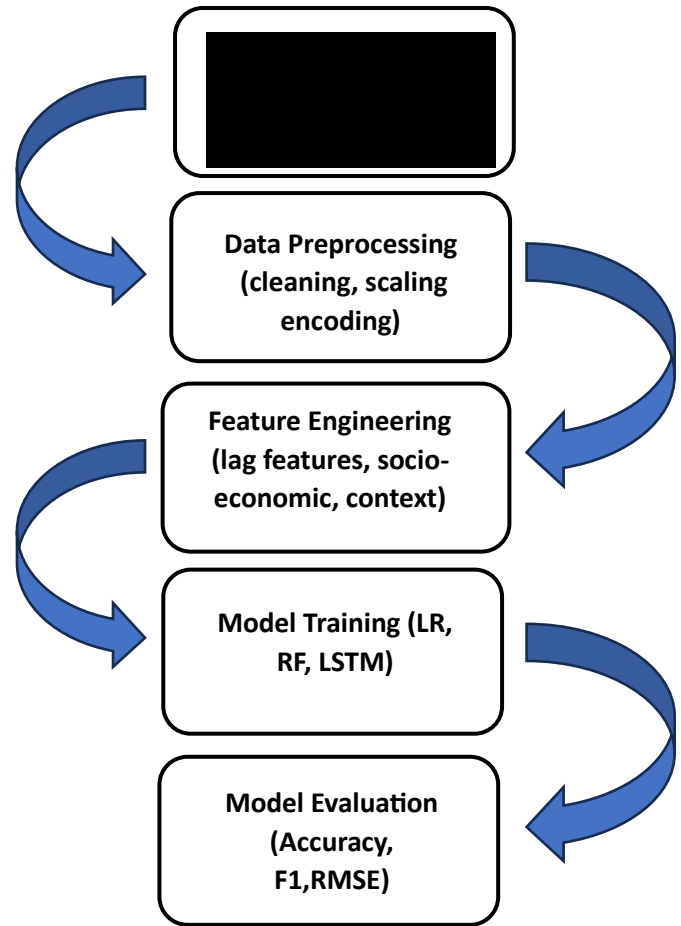 Data Preprocessing
(cleaning, scaling
encoding)
Feature Engineering
(lag features, socio-
economic, context)
Model Training (LR,
RF, LSTM)
Model Evaluation
(Accuracy,
F1,RMSE)